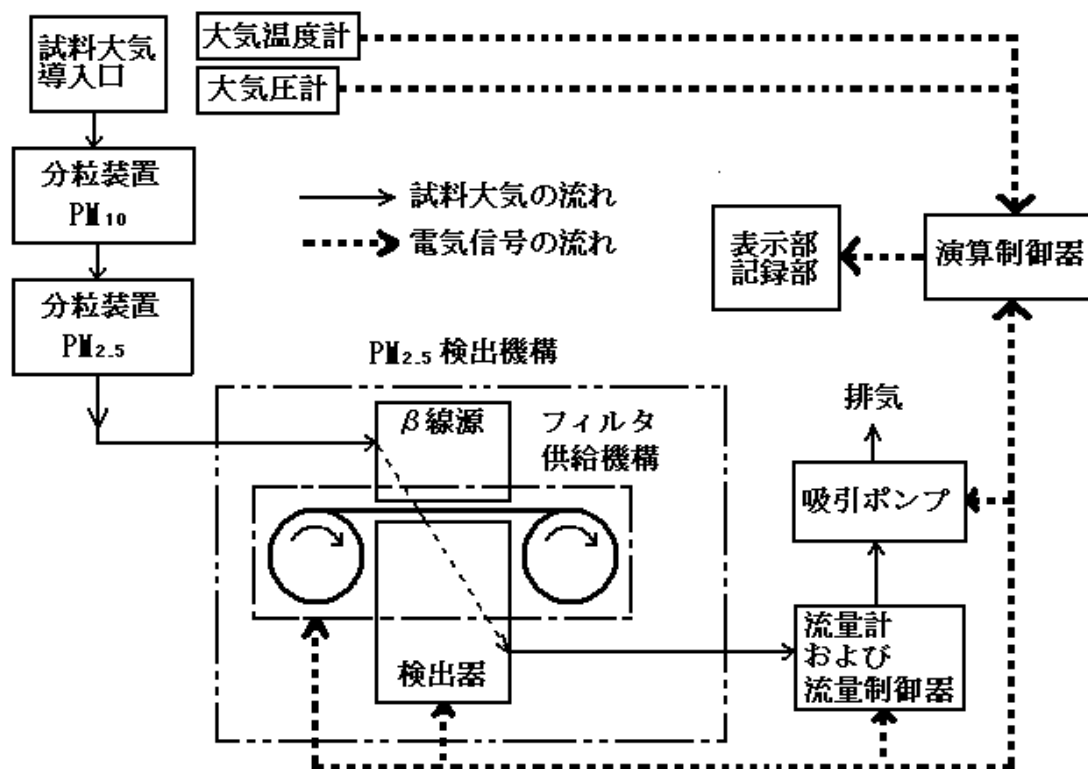 試料大気
導入口
大気温度計
大気圧計
分粒装置
PM₁₀
試料大気の流れ
電気信号の流れ
表示部
記録部
演算制御器
分粒装置
PM₂.₅
PM₂.₅検出機構
β線源
フィルタ
供給機構
排気
吸引ポンプ
検出器
流量計
および
流量制御器